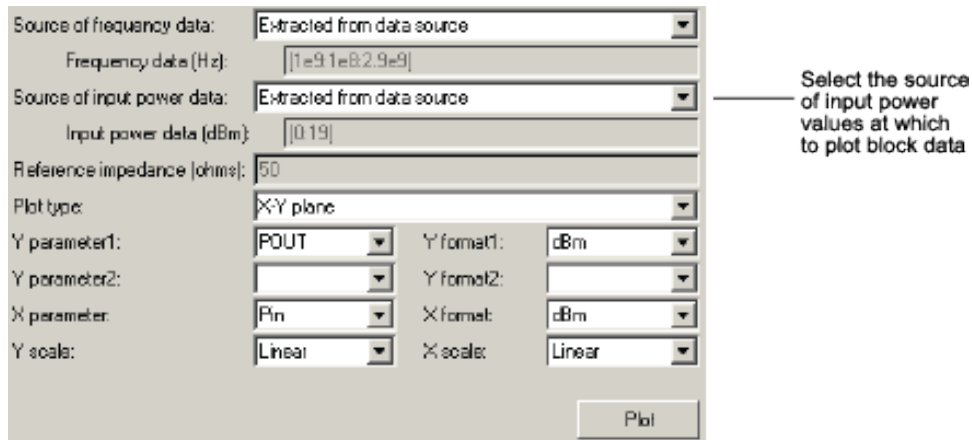 Source of frequency data: Extracted from data source
Frequency data (Hz): [1e9:1e8:2.9e9]
Source of input power data: Extracted from data source
Input power data (dBm): [0:19]
Reference impedance (ohms): 50
Plot type: X-Y plane
Y parameter1: POUT Y format1: dBm
Y parameter2: Y format2:
X parameter: Pin X format: dBm
Y scale: Linear X scale: Linear
Plot
Select the source
of input power
values at which
to plot block data